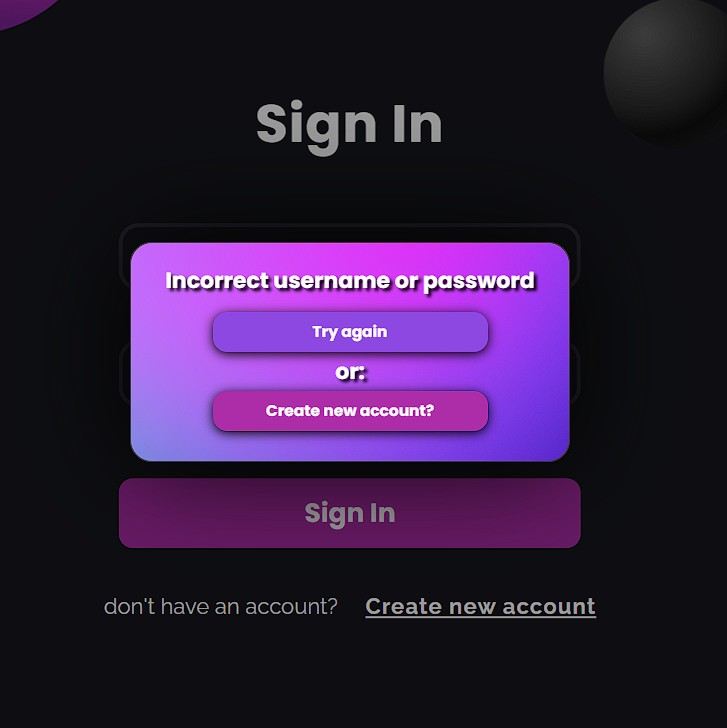 Sign In
Incorrect username or password
Try again
or:
Create new account?
Sign In
don't have an account? Create new account